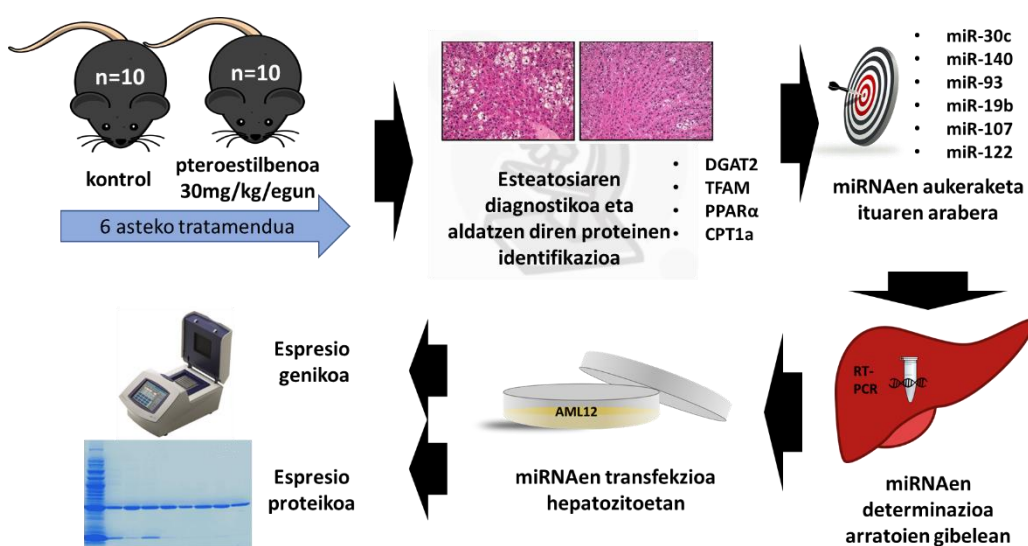 n=10
n=10
kontrol
pteroestilbenoa
30mg/kg/egun
6 asteko tratamendua
Esteatosiaren
diagnostikoa eta
aldatzen diren proteinen
identifikazioa
• DGAT2
• TFAM
• PPARα
• CPT1a
• miR-30c
• miR-140
• miR-93
• miR-19b
• miR-107
• miR-122
miRNAen aukeraketa
ituaren arabera
RT-
PCR
miRNAen
determinazioa
arratoien gibelean
AML12
miRNAen transfekzioa
hepatozitoetan
Espresio
genikoa
Espresio
proteikoa